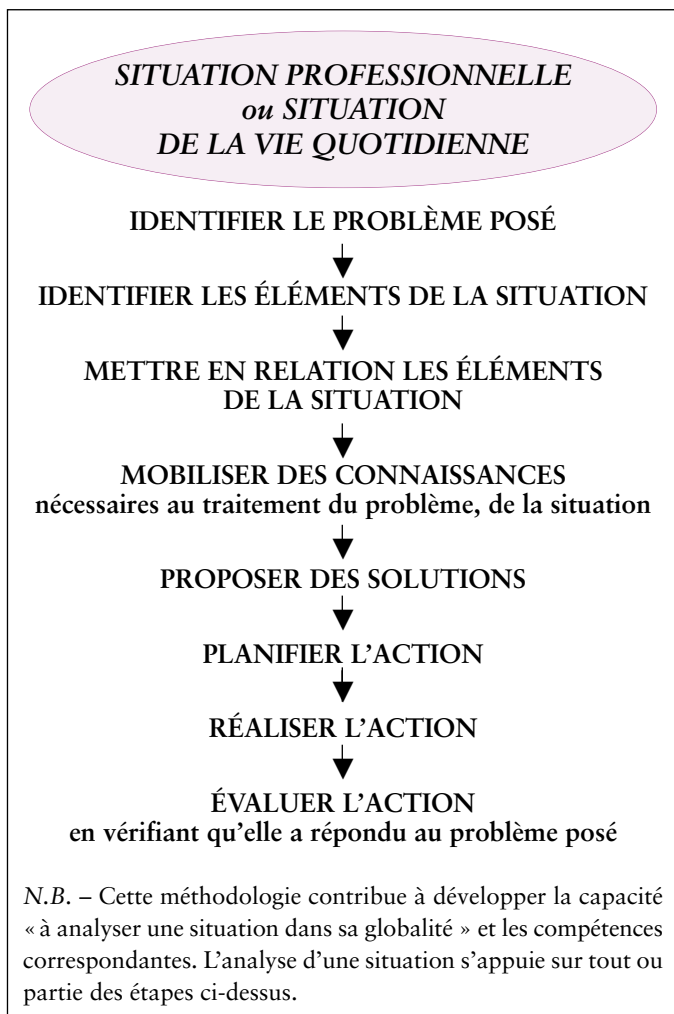 SITUATION PROFESSIONNELLE
ou SITUATION
DE LA VIE QUOTIDIENNE
IDENTIFIER LE PROBLÈME POSÉ
IDENTIFIER LES ÉLÉMENTS DE LA SITUATION
METTRE EN RELATION LES ÉLÉMENTS
DE LA SITUATION
MOBILISER DES CONNAISSANCES
nécessaires au traitement du problème, de la situation
PROPOSER DES SOLUTIONS
PLANIFIER L’ACTION
RÉALISER L’ACTION
ÉVALUER L’ACTION
en vérifiant qu’elle a répondu au problème posé
N.B. – Cette méthodologie contribue à développer la capacité
« à analyser une situation dans sa globalité » et les compétences
correspondantes. L’analyse d’une situation s’appuie sur tout ou
partie des étapes ci-dessus.